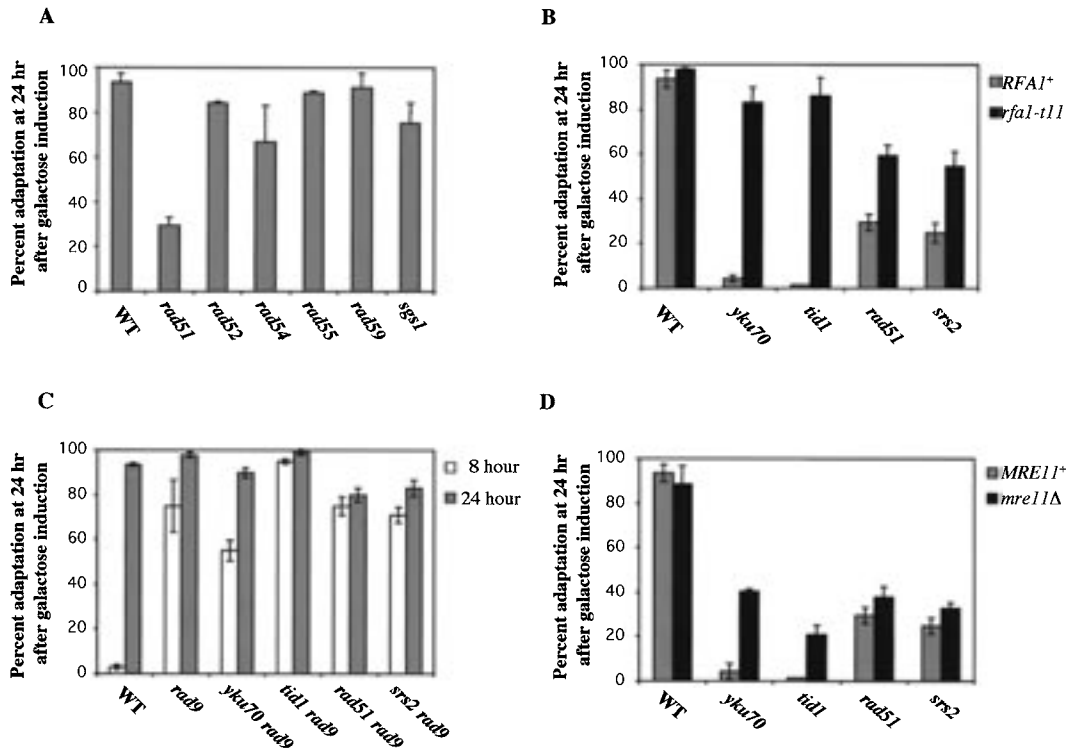 A
Percent adaptation at 24 hr
after galactose induction
100
80
60
40
20
0
WT
rad51
rad52
rad54
rad55
rad59
sgs1
B
Percent adaptation at 24 hr
after galactose induction
100
80
60
40
20
0
WT
yku70
tid1
rad51
srs2
RFA1+
rfa1-t11
C
Percent adaptation at 24 hr
after galactose induction
100
80
60
40
20
0
WT
rad9
yku70 rad9
tid1 rad9
rad51 rad9
srs2 rad9
8 hour
24 hour
D
Percent adaptation at 24 hr
after galactose induction
100
80
60
40
20
0
WT
yku70
tid1
rad51
srs2
MRE11+
mre11Δ